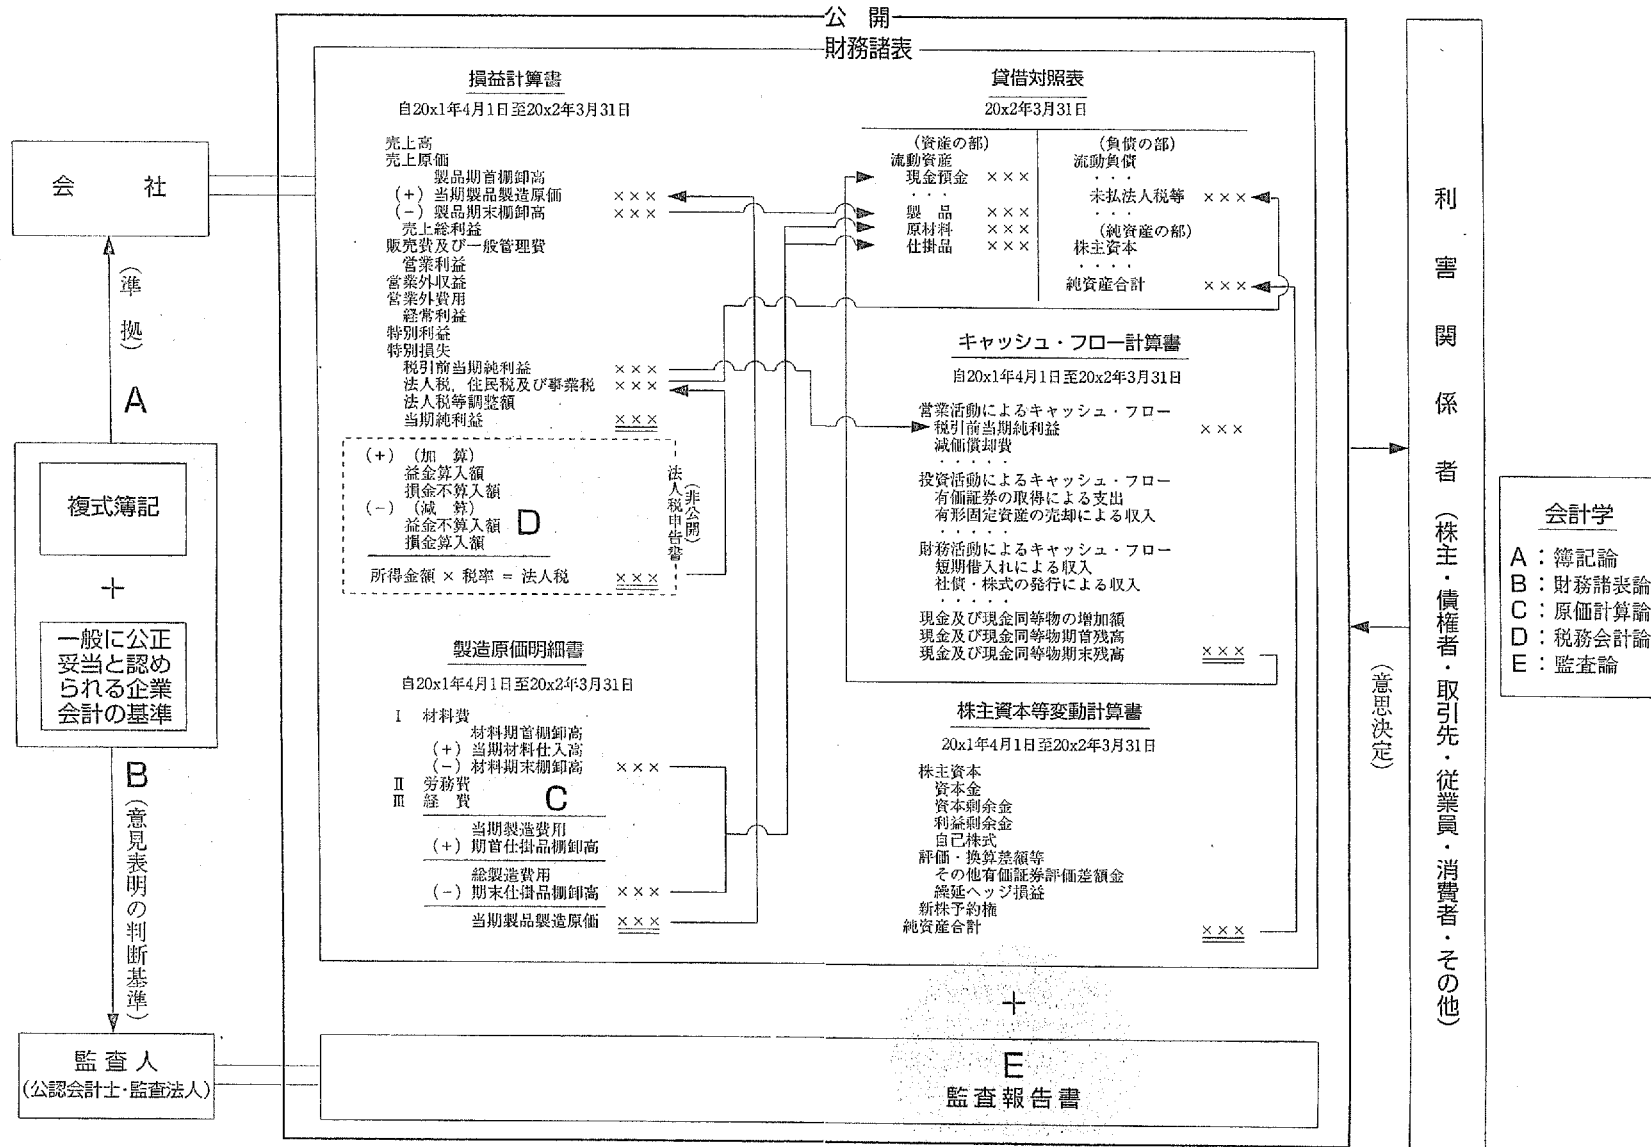 公 開
財務諸表
会 社
(準 拠)
A
複式簿記
+
一般に公正
妥当と認め
られる企業
会計の基準
B
(意見表明の判断基準)
監査人
(公認会計士・監査法人)
損益計算書
自20x1年4月1日至20x2年3月31日
売上高
売上原価
製品期首棚卸高
(+) 当期製品製造原価 ×××
(-) 製品期末棚卸高 ×××
売上総利益
販売費及び一般管理費
営業利益
営業外収益
営業外費用
経常利益
特別利益
特別損失
税引前当期純利益 ×××
法人税,住民税及び事業税 ×××
法人税等調整額
当期純利益 ×××
(+) (加 算)
益金算入額
損金不算入額
(-) (減 算)
益金不算入額
損金算入額
D
所得金額 × 税率 = 法人税 ×××
法人税申告書
(非公開)
製造原価明細書
自20x1年4月1日至20x2年3月31日
Ⅰ 材料費
材料期首棚卸高
(+) 当期材料仕入高
(-) 材料期末棚卸高 ×××
Ⅱ 労務費
Ⅲ 経 費
C
当期製造費用
(+) 期首仕掛品棚卸高
総製造費用
(-) 期末仕掛品棚卸高 ×××
当期製品製造原価 ×××
貸借対照表
20x2年3月31日
(資産の部)
流動資産
現金預金 ×××
・・・
製 品 ×××
原材料 ×××
仕掛品 ×××
(負債の部)
流動負債
・・・
未払法人税等 ×××
・・・
(純資産の部)
株主資本
・・・・
純資産合計 ×××
キャッシュ・フロー計算書
自20x1年4月1日至20x2年3月31日
営業活動によるキャッシュ・フロー
税引前当期純利益 ×××
減価償却費
・・・・・
投資活動によるキャッシュ・フロー
有価証券の取得による支出
有形固定資産の売却による収入
・・・・・
財務活動によるキャッシュ・フロー
短期借入れによる収入
社債・株式の発行による収入
・・・・・
現金及び現金同等物の増加額
現金及び現金同等物期首残高
現金及び現金同等物期末残高 ×××
株主資本等変動計算書
20x1年4月1日至20x2年3月31日
株主資本
資本金
資本剰余金
利益剰余金
自己株式
評価・換算差額等
その他有価証券評価差額金
繰延ヘッジ損益
新株予約権
純資産合計 ×××
+
E
監査報告書
(意思決定)
利害関係者(株主・債権者・取引先・従業員・消費者・その他)
会計学
A:簿記論
B:財務諸表論
C:原価計算論
D:税務会計論
E:監査論